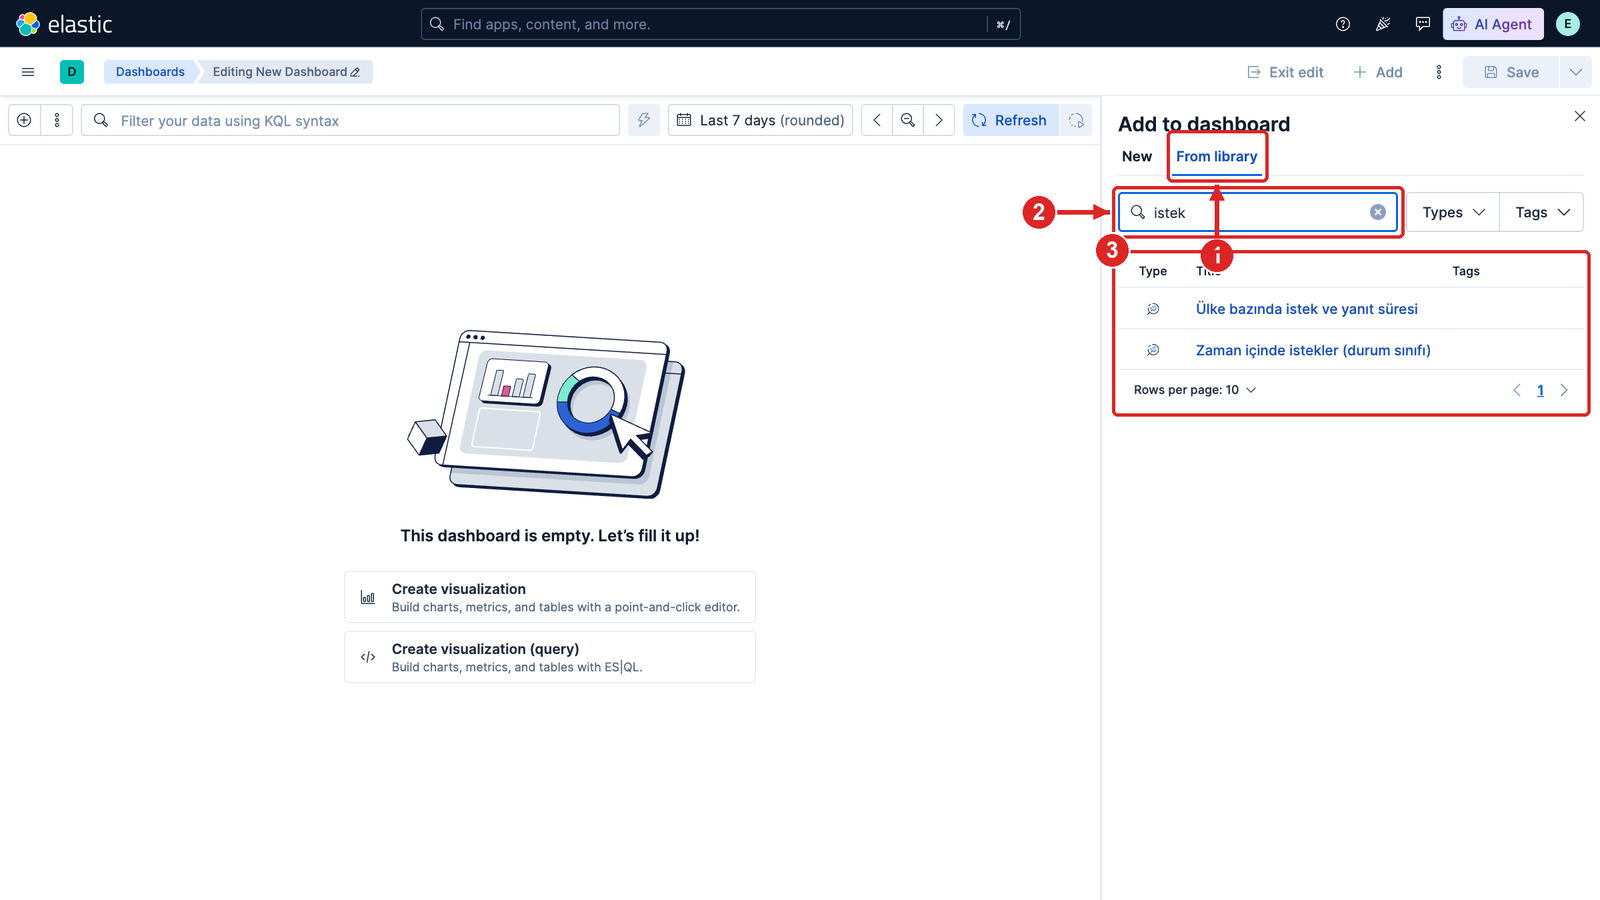 elastic
Find apps, content, and more.
⌘/
AI Agent
E
D
Dashboards
Editing New Dashboard
Exit edit
Add
Save
Filter your data using KQL syntax
Last 7 days (rounded)
Refresh
Add to dashboard
New
From library
2
istek
Types
Tags
3
1
Type
Tags
Ülke bazında istek ve yanıt süresi
Zaman içinde istekler (durum sınıfı)
Rows per page: 10
1
This dashboard is empty. Let's fill it up!
Create visualization
Build charts, metrics, and tables with a point-and-click editor.
Create visualization (query)
Build charts, metrics, and tables with ES|QL.